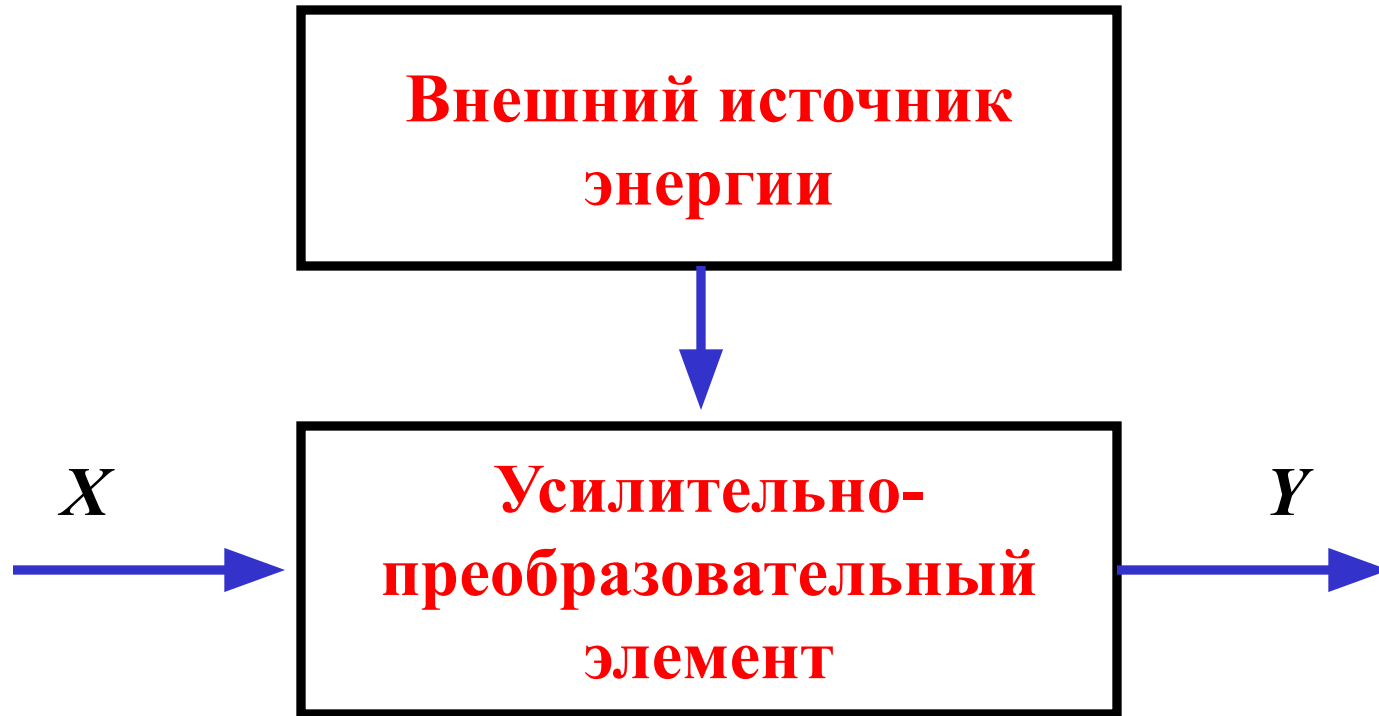 Внешний источник
энергии
X
Y
Усилительно-
преобразовательный
элемент